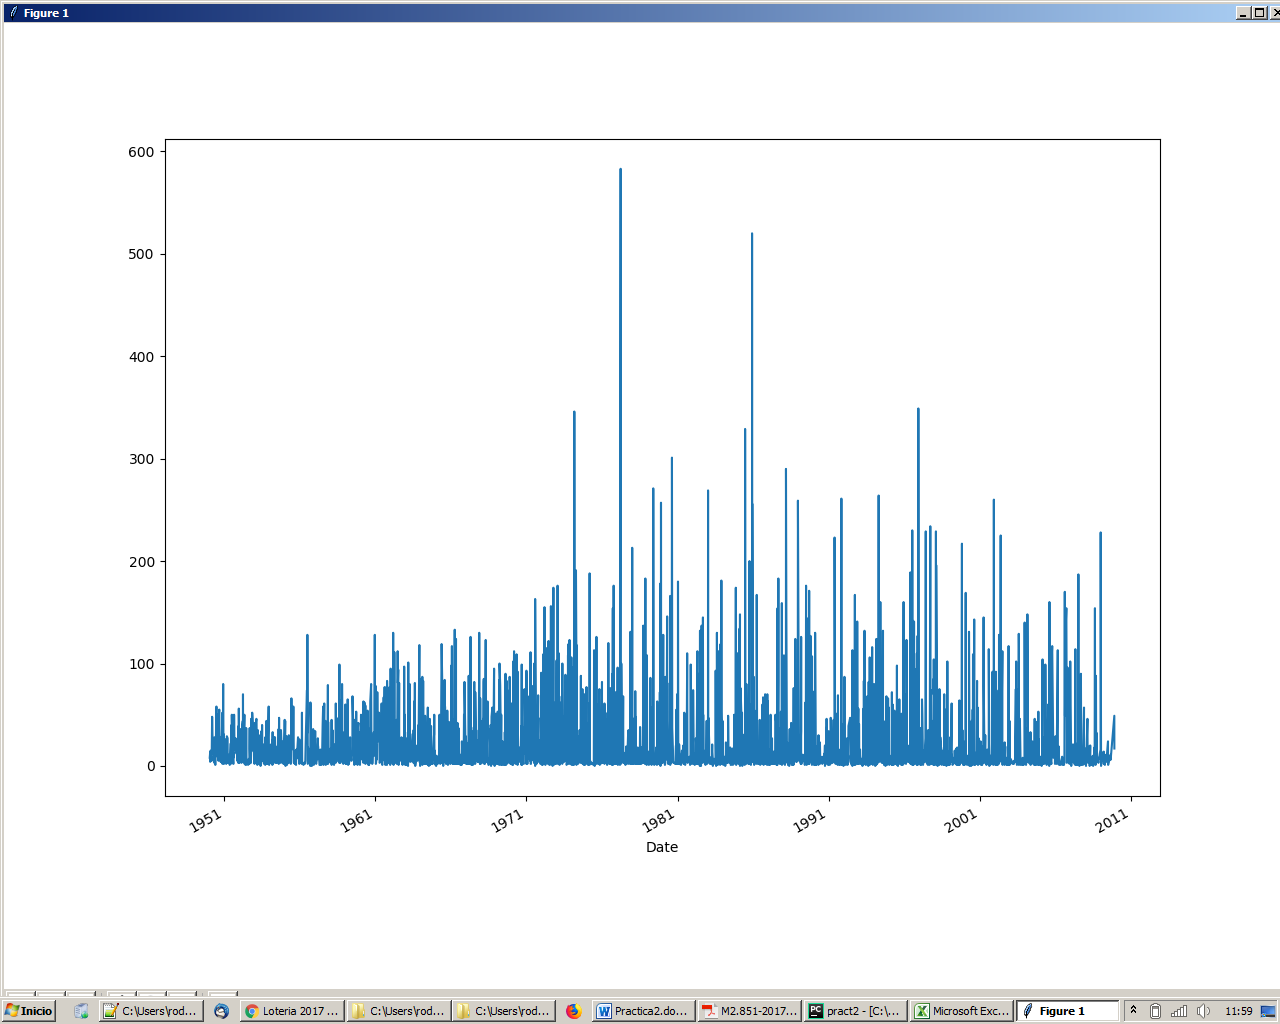 Figure 1
600
500
400
300
200
100
0
1951
1961
1971
1981
1991
2001
2011
Date
Inicio
C:\Users\rod...
Loteria 2017 ...
C:\Users\rod...
C:\Users\rod...
Practica2.do...
M2.851-2017...
PC
pract2 - [C:\...
Microsoft Exc...
Figure 1
11:59